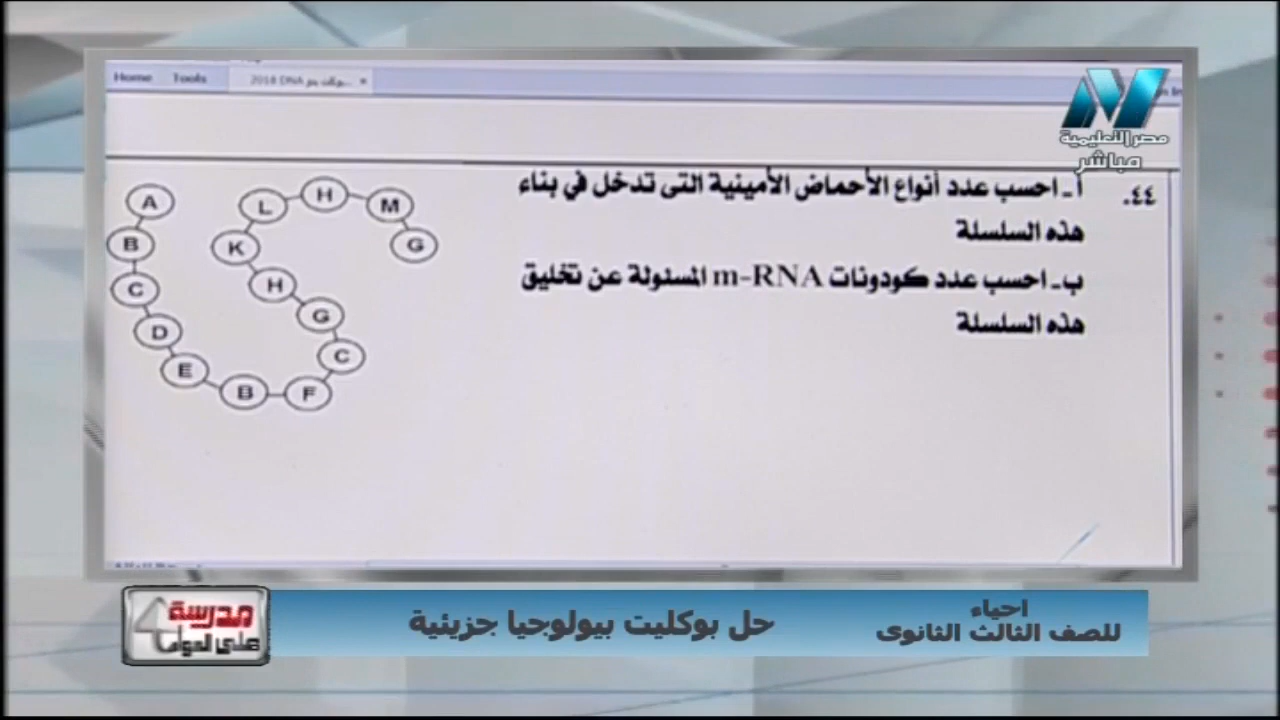 Home Tools 2018 DNA
مصر التعليمية
مباشر
٤٤. أ- احسب عدد أنواع الأحماض الأمينية التى تدخل في بناء
هذه السلسلة
ب- احسب عدد كودونات m-RNA المسئولة عن تخليق
هذه السلسلة
A
B
C
D
E
B
F
C
G
H
K
L
H
M
G
احياء
للصف الثالث الثانوى
حل بوكليت بيولوجيا جزيئية
مدرسة
على الهواء
4